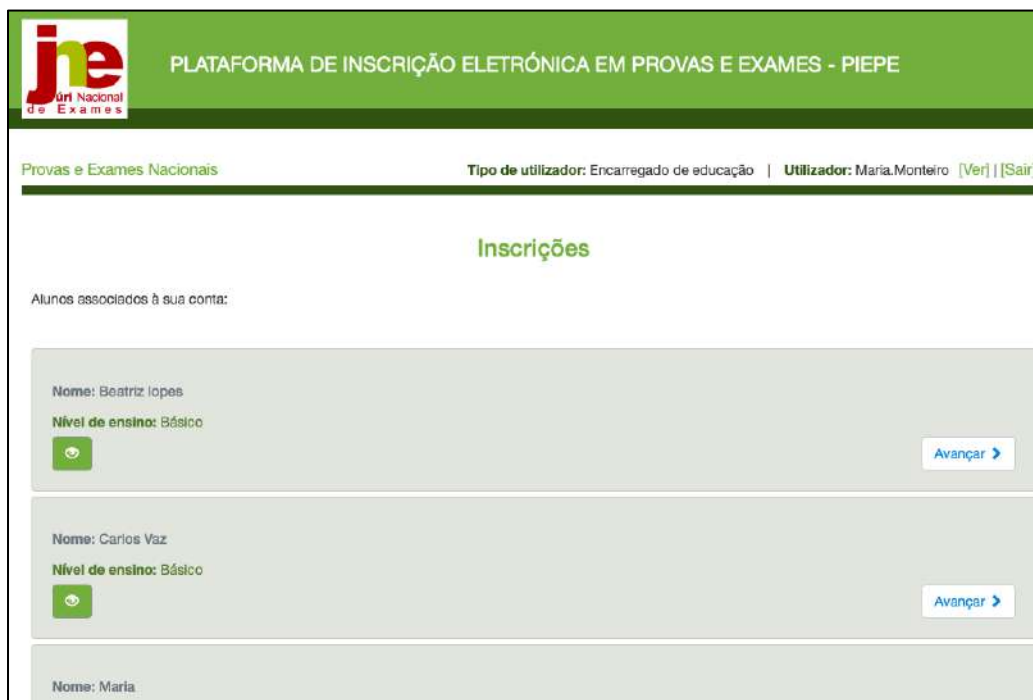 jne
Júri Nacional
de Exames
PLATAFORMA DE INSCRIÇÃO ELETRÓNICA EM PROVAS E EXAMES - PIEPE
Provas e Exames Nacionais Tipo de utilizador: Encarregado de educação | Utilizador: Maria.Monteiro [Ver] | [Sair]
Inscrições
Alunos associados à sua conta:
Nome: Beatriz lopes
Nível de ensino: Básico
Avançar
Nome: Carlos Vaz
Nível de ensino: Básico
Avançar
Nome: Maria